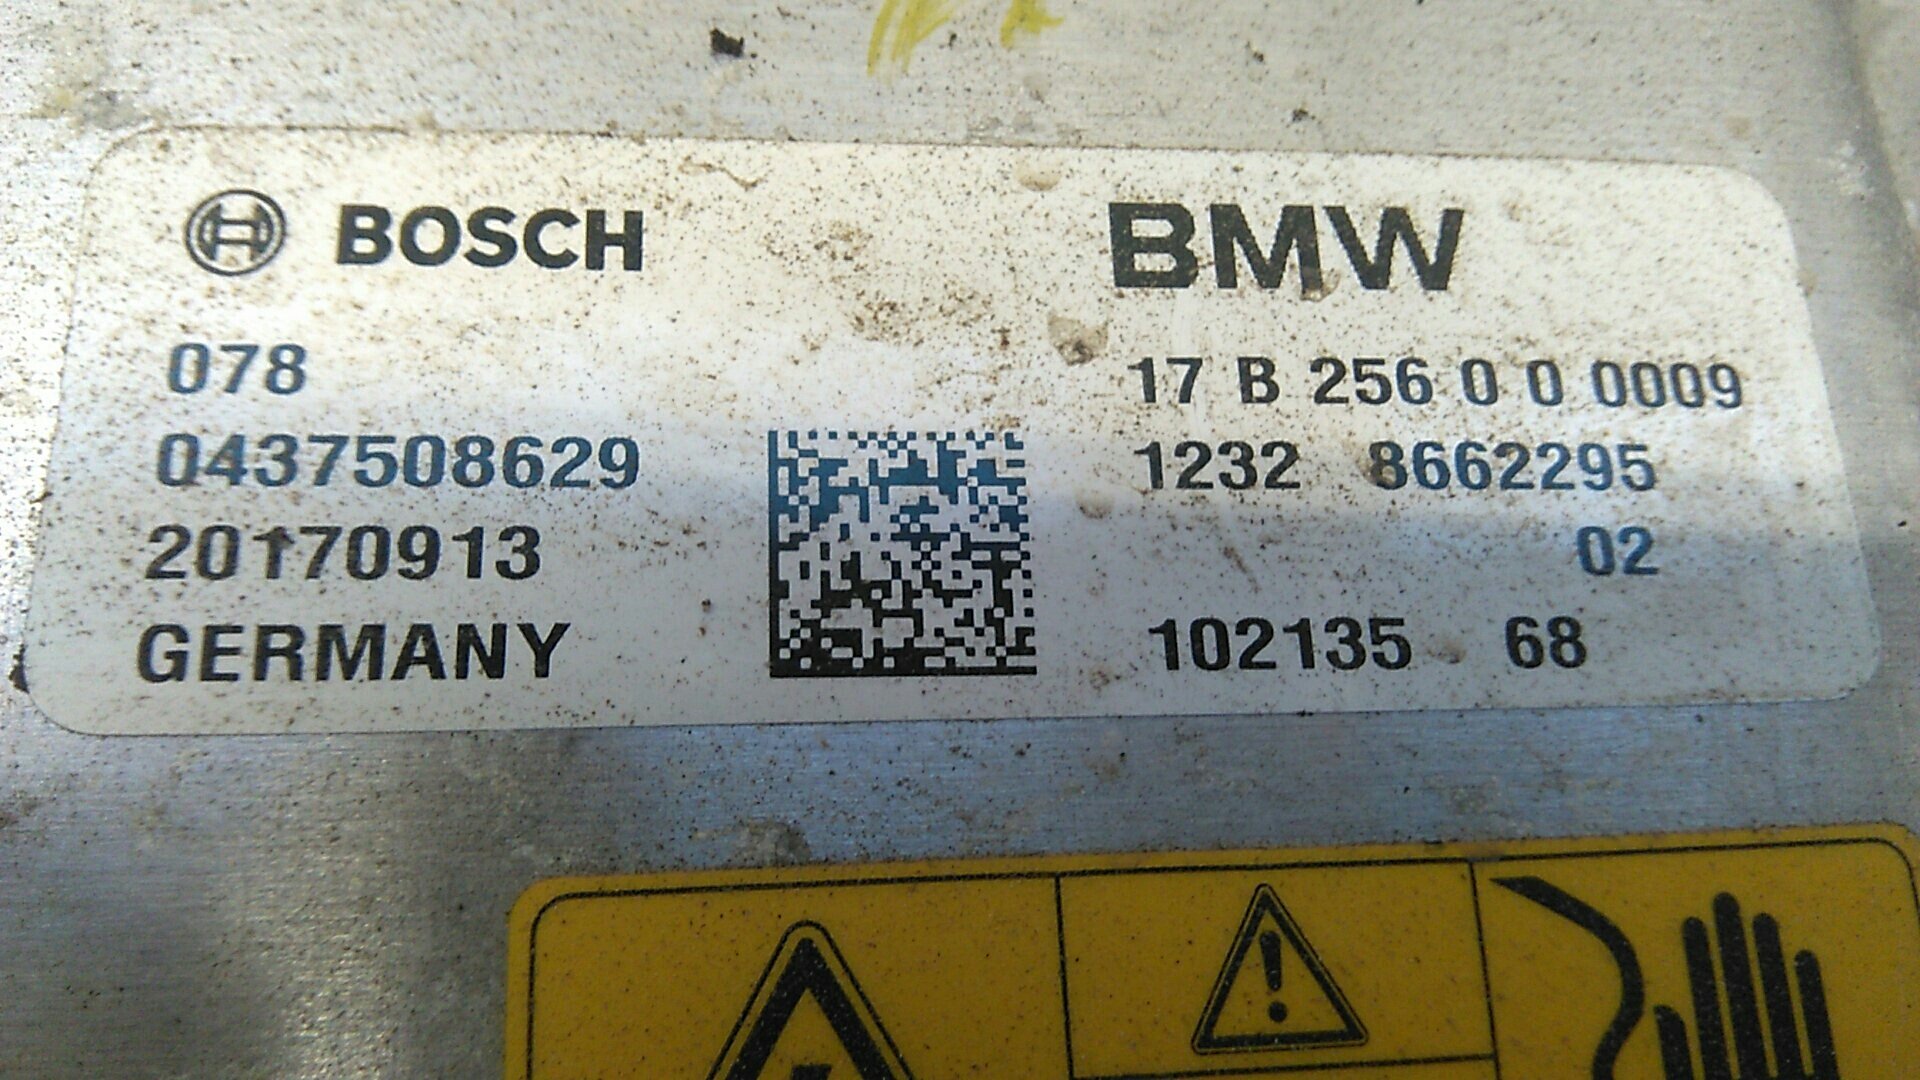 BOSCH
BMW
078
17 B 256 0 0 0009
0437508629
1232 8662295
20170913
02
GERMANY
102135 68